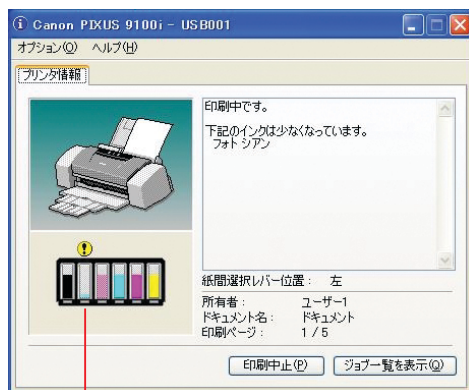 Canon PIXUS 9100i - USB001
オプション(O) ヘルプ(H)
プリンタ情報
印刷中です。
下記のインクは少なくなっています。
フォト シアン
紙間選択レバー位置： 左
所有者： ユーザー1
ドキュメント名： ドキュメント
印刷ページ： 1 / 5
印刷中止(P) ジョブ一覧を表示(Q)